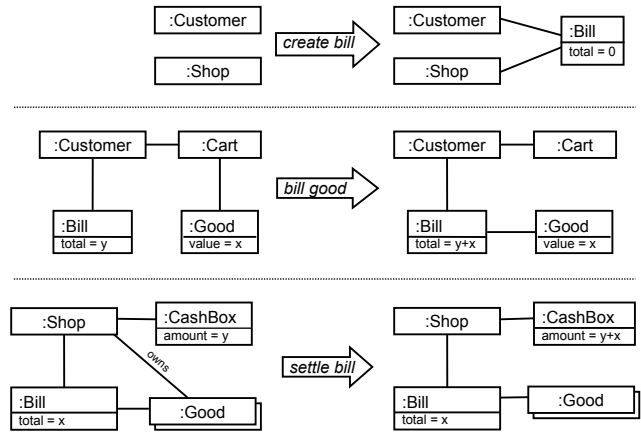 :Customer
:Shop
create bill
:Customer
:Shop
:Bill
total = 0
:Customer
:Cart
:Bill
total = y
:Good
value = x
bill good
:Customer
:Cart
:Bill
total = y+x
:Good
value = x
:Shop
:CashBox
amount = y
owns
:Bill
total = x
:Good
settle bill
:Shop
:CashBox
amount = y+x
:Bill
total = x
:Good